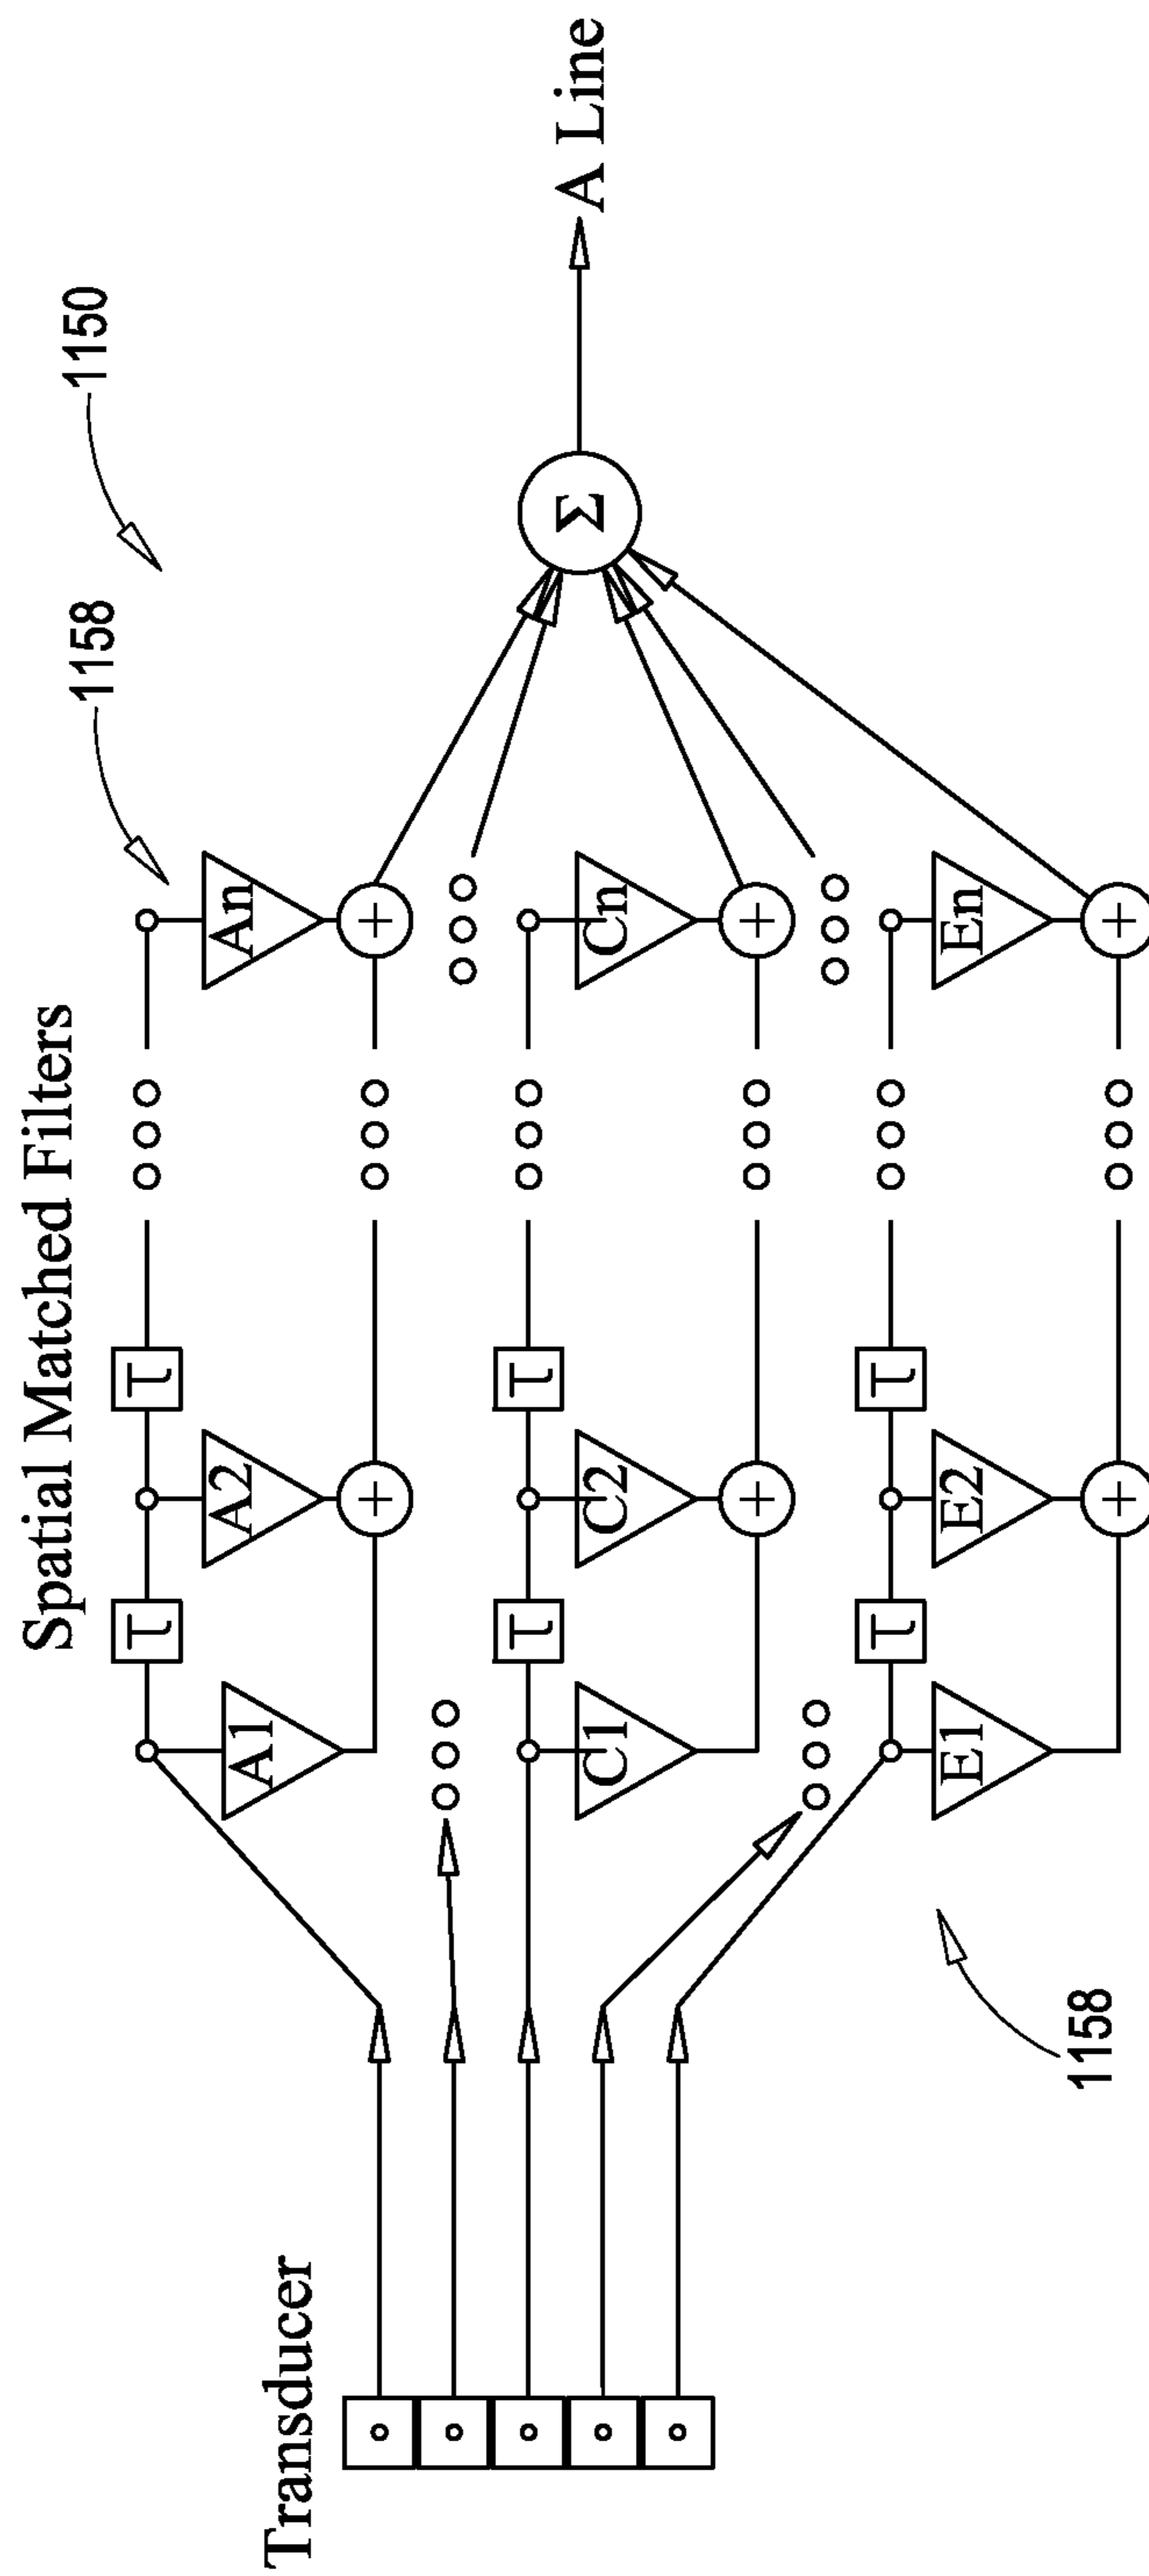 Spatial Matched Filters
1158
1150
Transducer
A1
τ
A2
τ
An
+
+
C1
τ
C2
τ
Cn
+
+
Σ
A Line
E1
τ
E2
τ
En
+
+
1158